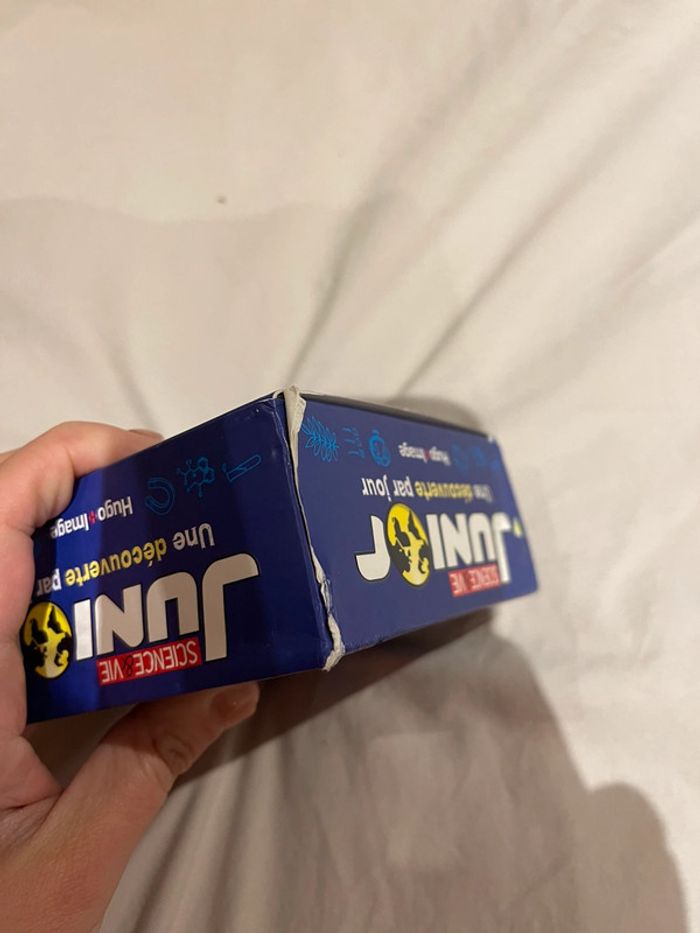 SCIENCE & VIE
JUNIOR
Une découverte par
Hugo+Image
SCIENCE & VIE
JUNIOR
Une découverte par jour
Hugo+Image